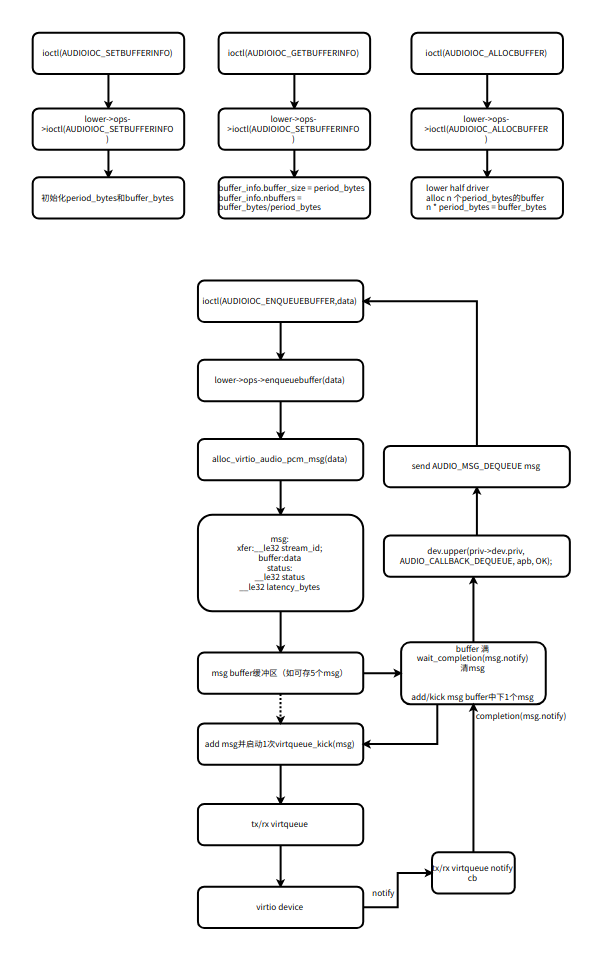 ioctl(AUDIOIOC_SETBUFFERINFO)
ioctl(AUDIOIOC_GETBUFFERINFO)
ioctl(AUDIOIOC_ALLOCBUFFER)
lower->ops-
>ioctl(AUDIOIOC_SETBUFFERINFO
)
lower->ops-
>ioctl(AUDIOIOC_SETBUFFERINFO
)
lower->ops-
>ioctl(AUDIOIOC_ALLOCBUFFER
)
初始化period_bytes和buffer_bytes
buffer_info.buffer_size = period_bytes
buffer_info.nbuffers =
buffer_bytes/period_bytes
lower half driver
alloc n 个period_bytes的buffer
n * period_bytes = buffer_bytes
ioctl(AUDIOIOC_ENQUEUEBUFFER,data)
lower->ops->enqueuebuffer(data)
alloc_virtio_audio_pcm_msg(data)
send AUDIO_MSG_DEQUEUE msg
msg:
xfer:__le32 stream_id;
buffer:data
status:
__le32 status
__le32 latency_bytes
dev.upper(priv->dev.priv,
AUDIO_CALLBACK_DEQUEUE, apb, OK);
msg buffer缓冲区（如可存5个msg）
buffer 满
wait_completion(msg.notify)
清msg
add/kick msg buffer中下1个msg
completion(msg.notify)
add msg并启动1次virtqueue_kick(msg)
tx/rx virtqueue
tx/rx virtqueue notify
cb
notify
virtio device